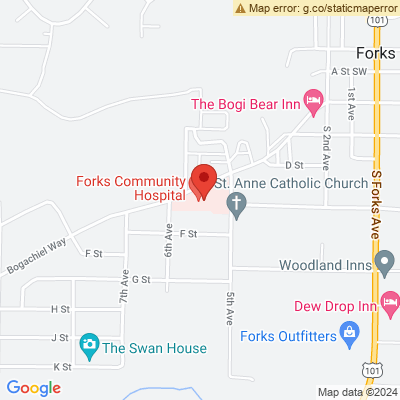 Map error: g.co/staticmaperror
101
Forks
A St SW
1st Ave
The Bogi Bear Inn
S 2nd Ave
D St
S Forks Ave
Forks Community
Hospital
St. Anne Catholic Church
Bogachiel Way
6th Ave
F St
F St
7th Ave
Woodland Inns
G St
5th Ave
H St
Dew Drop Inn
J St
The Swan House
Forks Outfitters
K St
101
Google
Map data ©2024